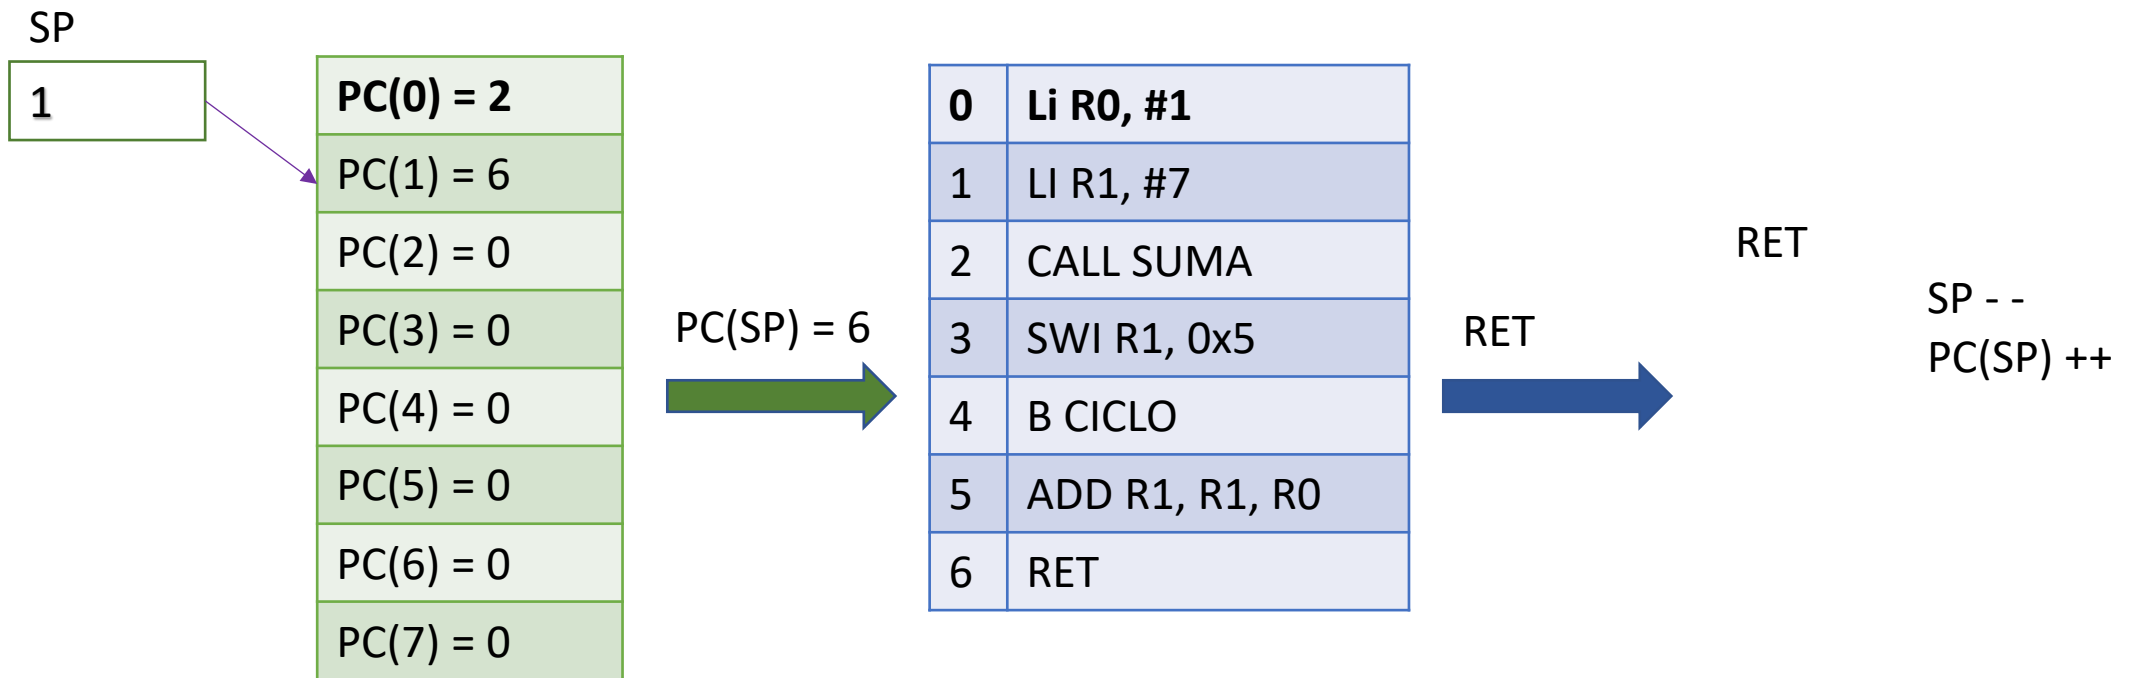 SP
1
PC(0) = 2
PC(1) = 6
PC(2) = 0
PC(3) = 0
PC(4) = 0
PC(5) = 0
PC(6) = 0
PC(7) = 0
PC(SP) = 6
0 Li R0, #1
1 LI R1, #7
2 CALL SUMA
3 SWI R1, 0x5
4 B CICLO
5 ADD R1, R1, R0
6 RET
RET
RET
SP - -
PC(SP) ++